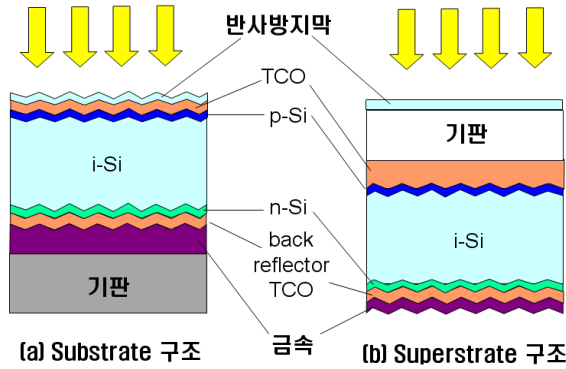 반사방지막
TCO
p-Si
기판
i-Si
n-Si
i-Si
back
reflector
TCO
기판
금속
(a) Substrate 구조
(b) Superstrate 구조